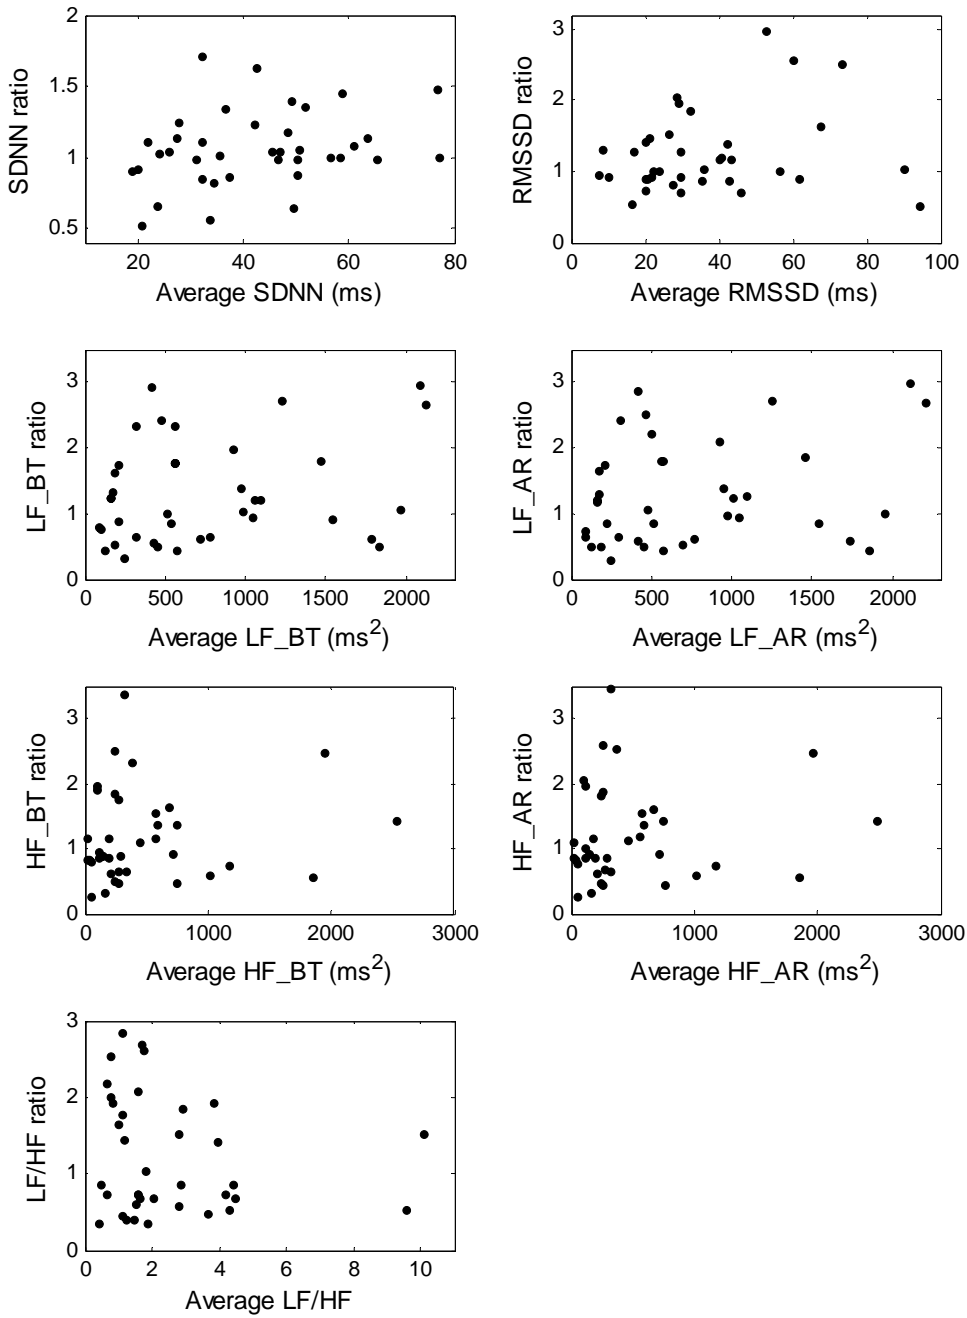 2
1.5
1
0.5
SDNN ratio
20 40 60 80
Average SDNN (ms)
3
2
1
0
RMSSD ratio
0 20 40 60 80 100
Average RMSSD (ms)
3
2
1
0
LF_BT ratio
0 500 1000 1500 2000
Average LF_BT (ms²)
3
2
1
0
LF_AR ratio
0 500 1000 1500 2000
Average LF_AR (ms²)
3
2
1
0
HF_BT ratio
0 1000 2000 3000
Average HF_BT (ms²)
3
2
1
0
HF_AR ratio
0 1000 2000 3000
Average HF_AR (ms²)
3
2
1
0
LF/HF ratio
0 2 4 6 8 10
Average LF/HF